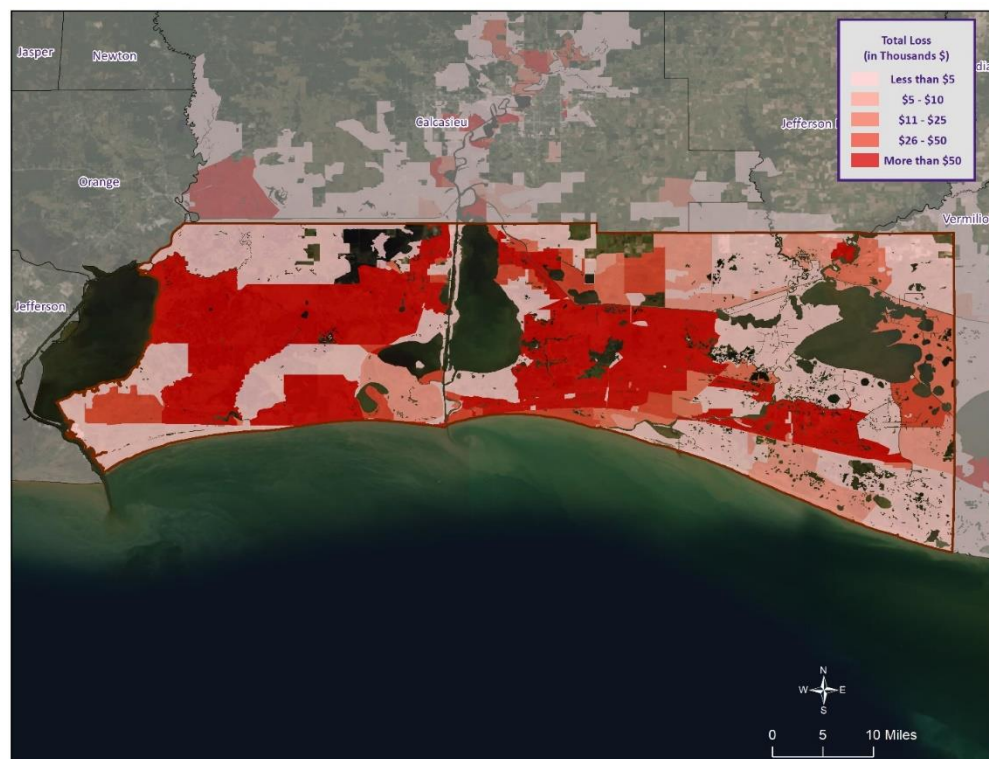 Jasper
Newton
Total Loss
(in Thousands $)
Less than $5
$5 - $10
$11 - $25
$26 - $50
More than $50
Calcasieu
Jefferson
Orange
Vermilio
Jefferson
N
W
E
S
0 5 10 Miles